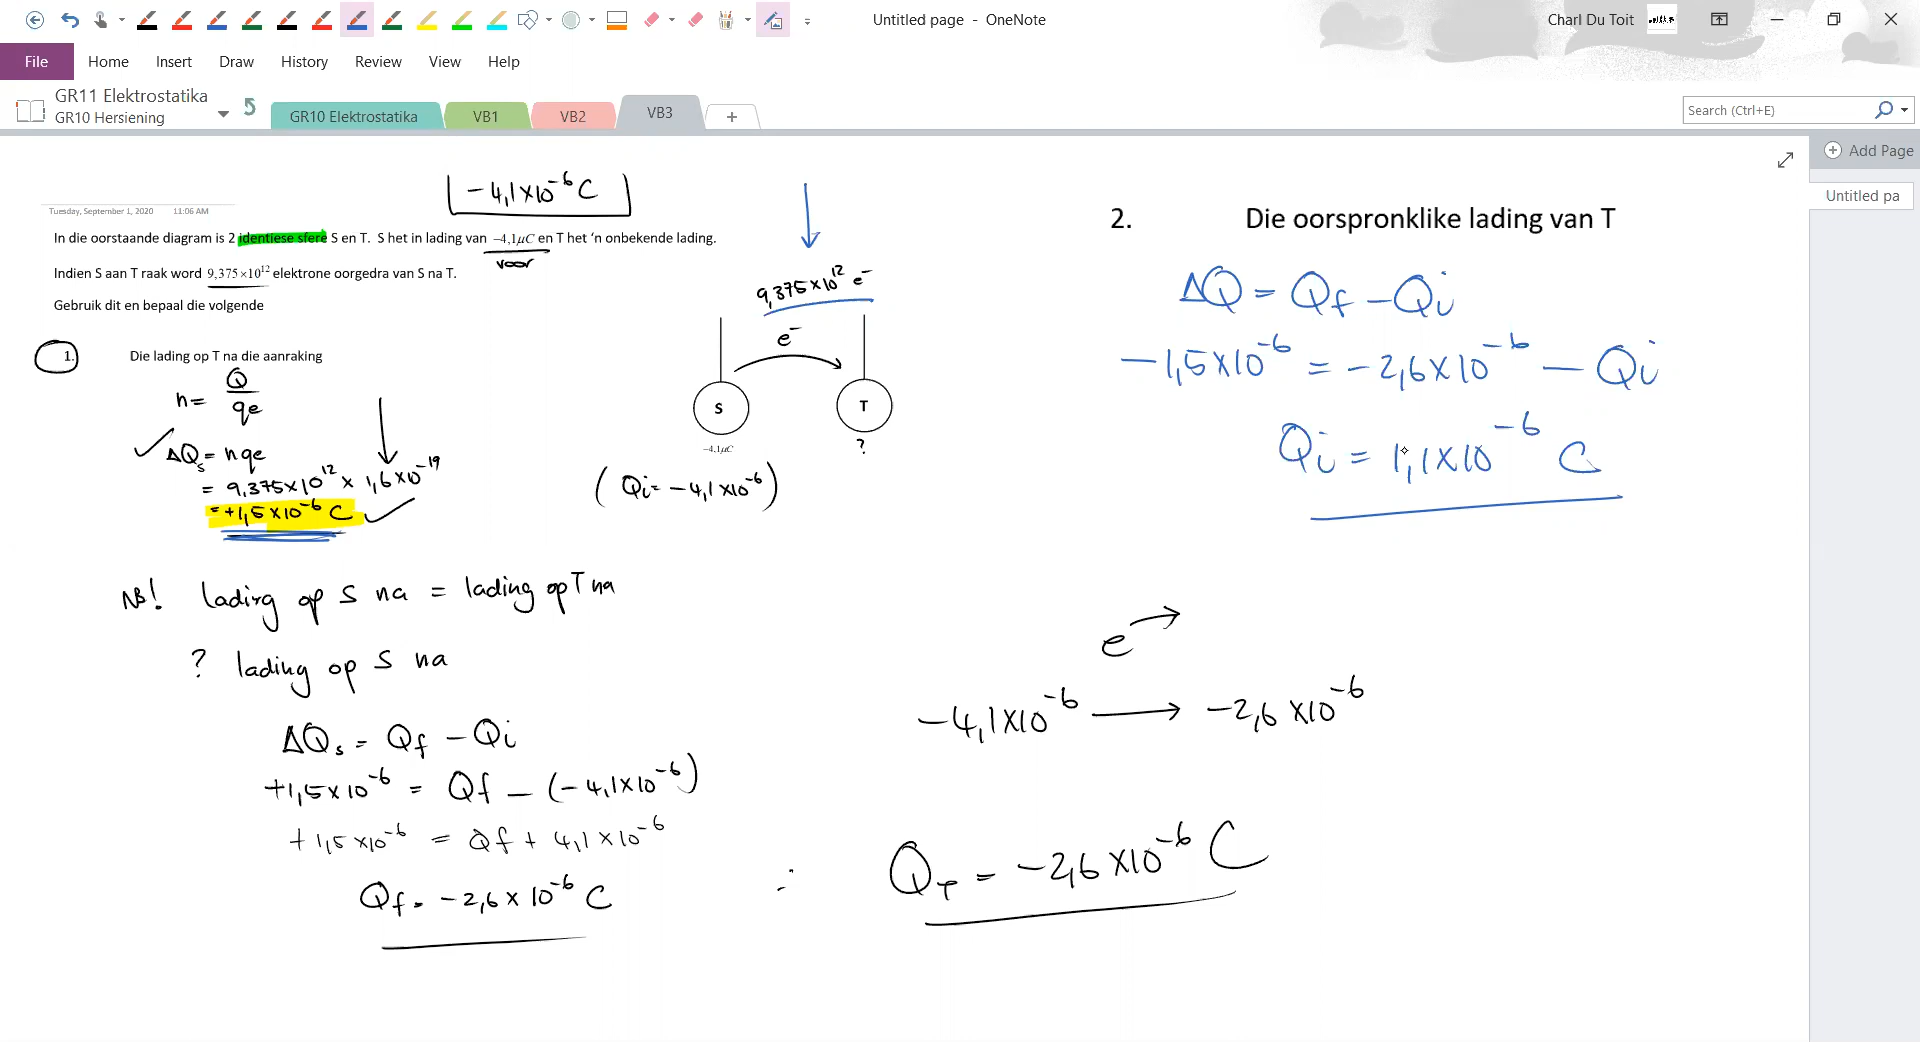 Untitled page - OneNote
Charl Du Toit
File Home Insert Draw History Review View Help
GR11 Elektrostatika
GR10 Hersiening
GR10 Elektrostatika VB1 VB2 VB3 +
Search (Ctrl+E)
Add Page
Untitled pa
Tuesday, September 1, 2020 11:06 AM
-4,1×10⁻⁶ C
In die oorstaande diagram is 2 identiese sfere S en T. S het in lading van -4,1μC en T het 'n onbekende lading.
voor
Indien S aan T raak word 9,375×10¹² elektrone oorgedra van S na T.
Gebruik dit en bepaal die volgende
1. Die lading op T na die aanraking
n = Q/qe
ΔQs = nqe
= 9,375×10¹² × 1,6×10⁻¹⁹
= +1,5×10⁻⁶ C
9,375×10¹² e⁻
e⁻
S
T
-4,1μC
?
(Qi = -4,1×10⁻⁶)
NB! lading op S na = lading op T na
? lading op S na
ΔQs = Qf - Qi
+1,5×10⁻⁶ = Qf - (-4,1×10⁻⁶)
+1,5×10⁻⁶ = Qf + 4,1×10⁻⁶
Qf = -2,6×10⁻⁶ C
2. Die oorspronklike lading van T
ΔQ = Qf - Qi
-1,5×10⁻⁶ = -2,6×10⁻⁶ - Qi
Qi = 1,1×10⁻⁶ C
e →
-4,1×10⁻⁶ → -2,6×10⁻⁶
∴ QT = -2,6×10⁻⁶ C